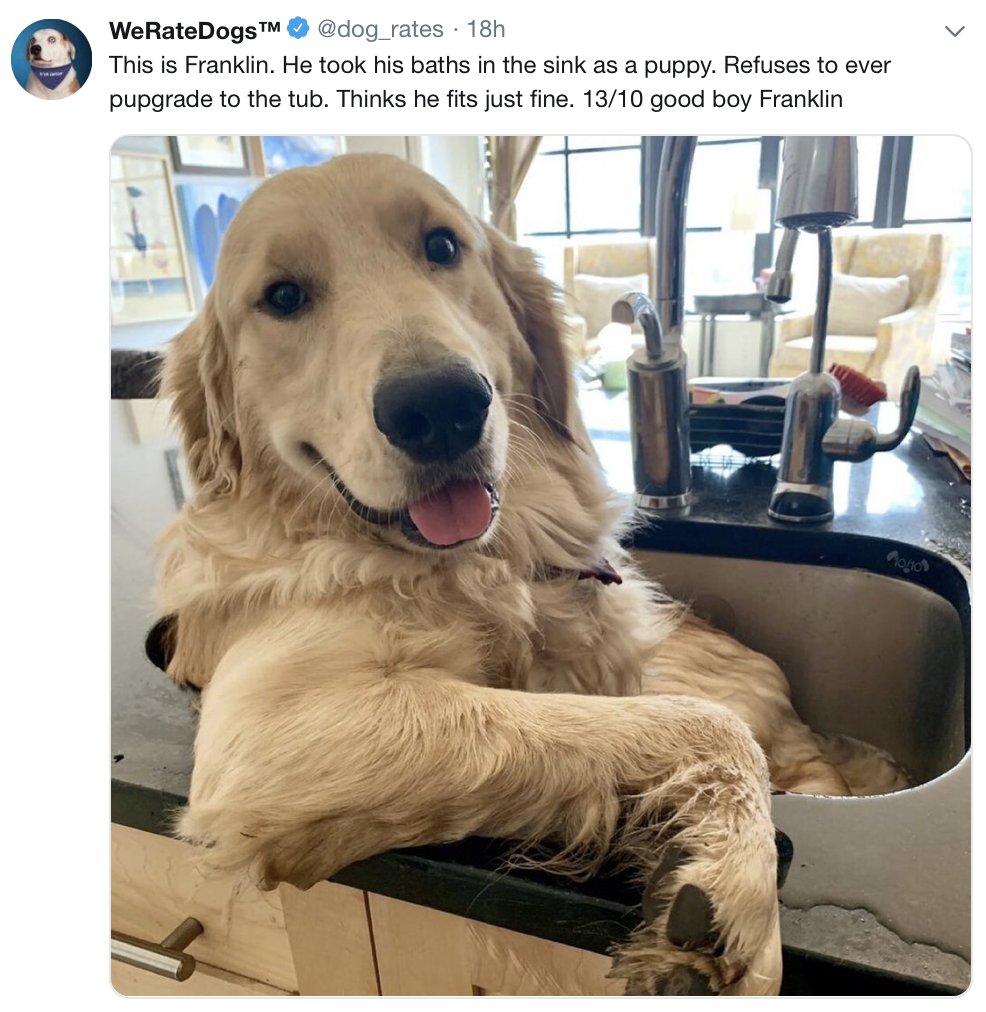 WeRateDogs™ @dog_rates · 18h
This is Franklin. He took his baths in the sink as a puppy. Refuses to ever
pupgrade to the tub. Thinks he fits just fine. 13/10 good boy Franklin